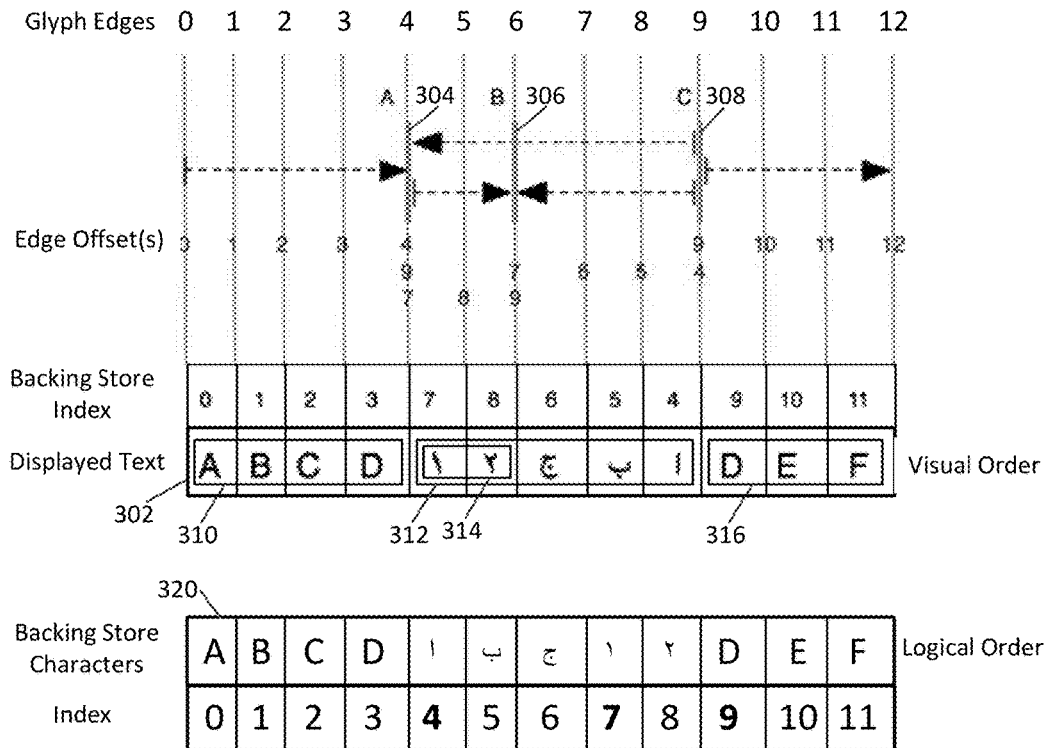 Glyph Edges 0 1 2 3 4 5 6 7 8 9 10 11 12
A 304 B 306 C 308
Edge Offset(s) 0 1 2 3 4 8 7 6 5 9 10 11 12
9 9 4
7
Backing Store Index 0 1 2 3 7 8 6 5 4 9 10 11
Displayed Text A B C D ١ ٢ ج ب ا D E F Visual Order
302 310 312 314 316
320
Backing Store Characters A B C D ا ب ج ١ ٢ D E F Logical Order
Index 0 1 2 3 4 5 6 7 8 9 10 11